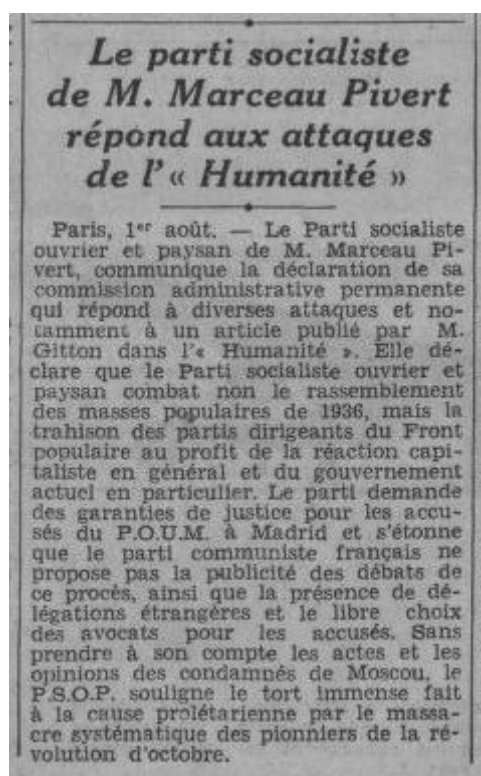 Le parti socialiste
de M. Marceau Pivert
répond aux attaques
de l'« Humanité »
Paris, 1er août. — Le Parti socialiste
ouvrier et paysan de M. Marceau Pi-
vert, communique la déclaration de sa
commission administrative permanente
qui répond à diverses attaques et no-
tamment à un article publié par M.
Gitton dans l'« Humanité ». Elle dé-
clare que le Parti socialiste ouvrier et
paysan combat non le rassemblement
des masses populaires de 1936, mais la
trahison des partis dirigeants du Front
populaire au profit de la réaction capi-
taliste en général et du gouvernement
actuel en particulier. Le parti demande
des garanties de justice pour les accu-
sés du P.O.U.M. à Madrid et s'étonne
que le parti communiste français ne
propose pas la publicité des débats de
ce procès, ainsi que la présence de dé-
légations étrangères et le libre choix
des avocats pour les accusés. Sans
prendre à son compte les actes et les
opinions des condamnés de Moscou, le
P.S.O.P. souligne le tort immense fait
à la cause prolétarienne par le massa-
cre systématique des pionniers de la ré-
volution d'octobre.